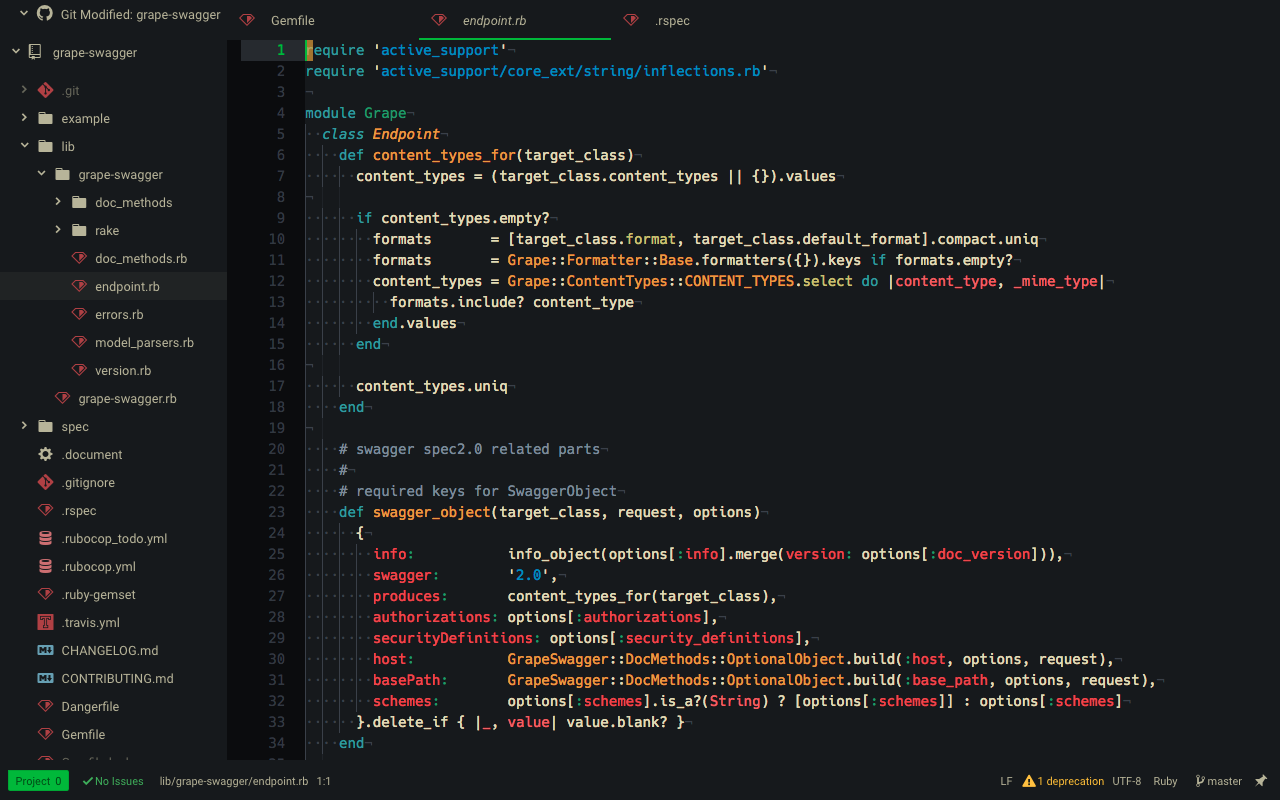 Git Modified: grape-swagger
Gemfile
endpoint.rb
.rspec
grape-swagger
.git
example
lib
grape-swagger
doc_methods
rake
doc_methods.rb
endpoint.rb
errors.rb
model_parsers.rb
version.rb
grape-swagger.rb
spec
.document
.gitignore
.rspec
.rubocop_todo.yml
.rubocop.yml
.ruby-gemset
.travis.yml
CHANGELOG.md
CONTRIBUTING.md
Dangerfile
Gemfile
1 require 'active_support'¬
2 require 'active_support/core_ext/string/inflections.rb'¬
3 ¬
4 module Grape¬
5 ··class Endpoint¬
6 ····def content_types_for(target_class)¬
7 ······content_types = (target_class.content_types || {}).values¬
8 ¬
9 ······if content_types.empty?¬
10 ········formats       = [target_class.format, target_class.default_format].compact.uniq¬
11 ········formats       = Grape::Formatter::Base.formatters({}).keys if formats.empty?¬
12 ········content_types = Grape::ContentTypes::CONTENT_TYPES.select do |content_type, _mime_type|¬
13 ··········formats.include? content_type¬
14 ········end.values¬
15 ······end¬
16 ¬
17 ······content_types.uniq¬
18 ····end¬
19 ¬
20 ····# swagger spec2.0 related parts¬
21 ····#¬
22 ····# required keys for SwaggerObject¬
23 ····def swagger_object(target_class, request, options)¬
24 ······{¬
25 ········info:           info_object(options[:info].merge(version: options[:doc_version])),¬
26 ········swagger:        '2.0',¬
27 ········produces:       content_types_for(target_class),¬
28 ········authorizations: options[:authorizations],¬
29 ········securityDefinitions: options[:security_definitions],¬
30 ········host:           GrapeSwagger::DocMethods::OptionalObject.build(:host, options, request),¬
31 ········basePath:       GrapeSwagger::DocMethods::OptionalObject.build(:base_path, options, request),¬
32 ········schemes:        options[:schemes].is_a?(String) ? [options[:schemes]] : options[:schemes]¬
33 ······}.delete_if { |_, value| value.blank? }¬
34 ····end¬
Project 0 No Issues lib/grape-swagger/endpoint.rb 1:1 LF 1 deprecation UTF-8 Ruby master